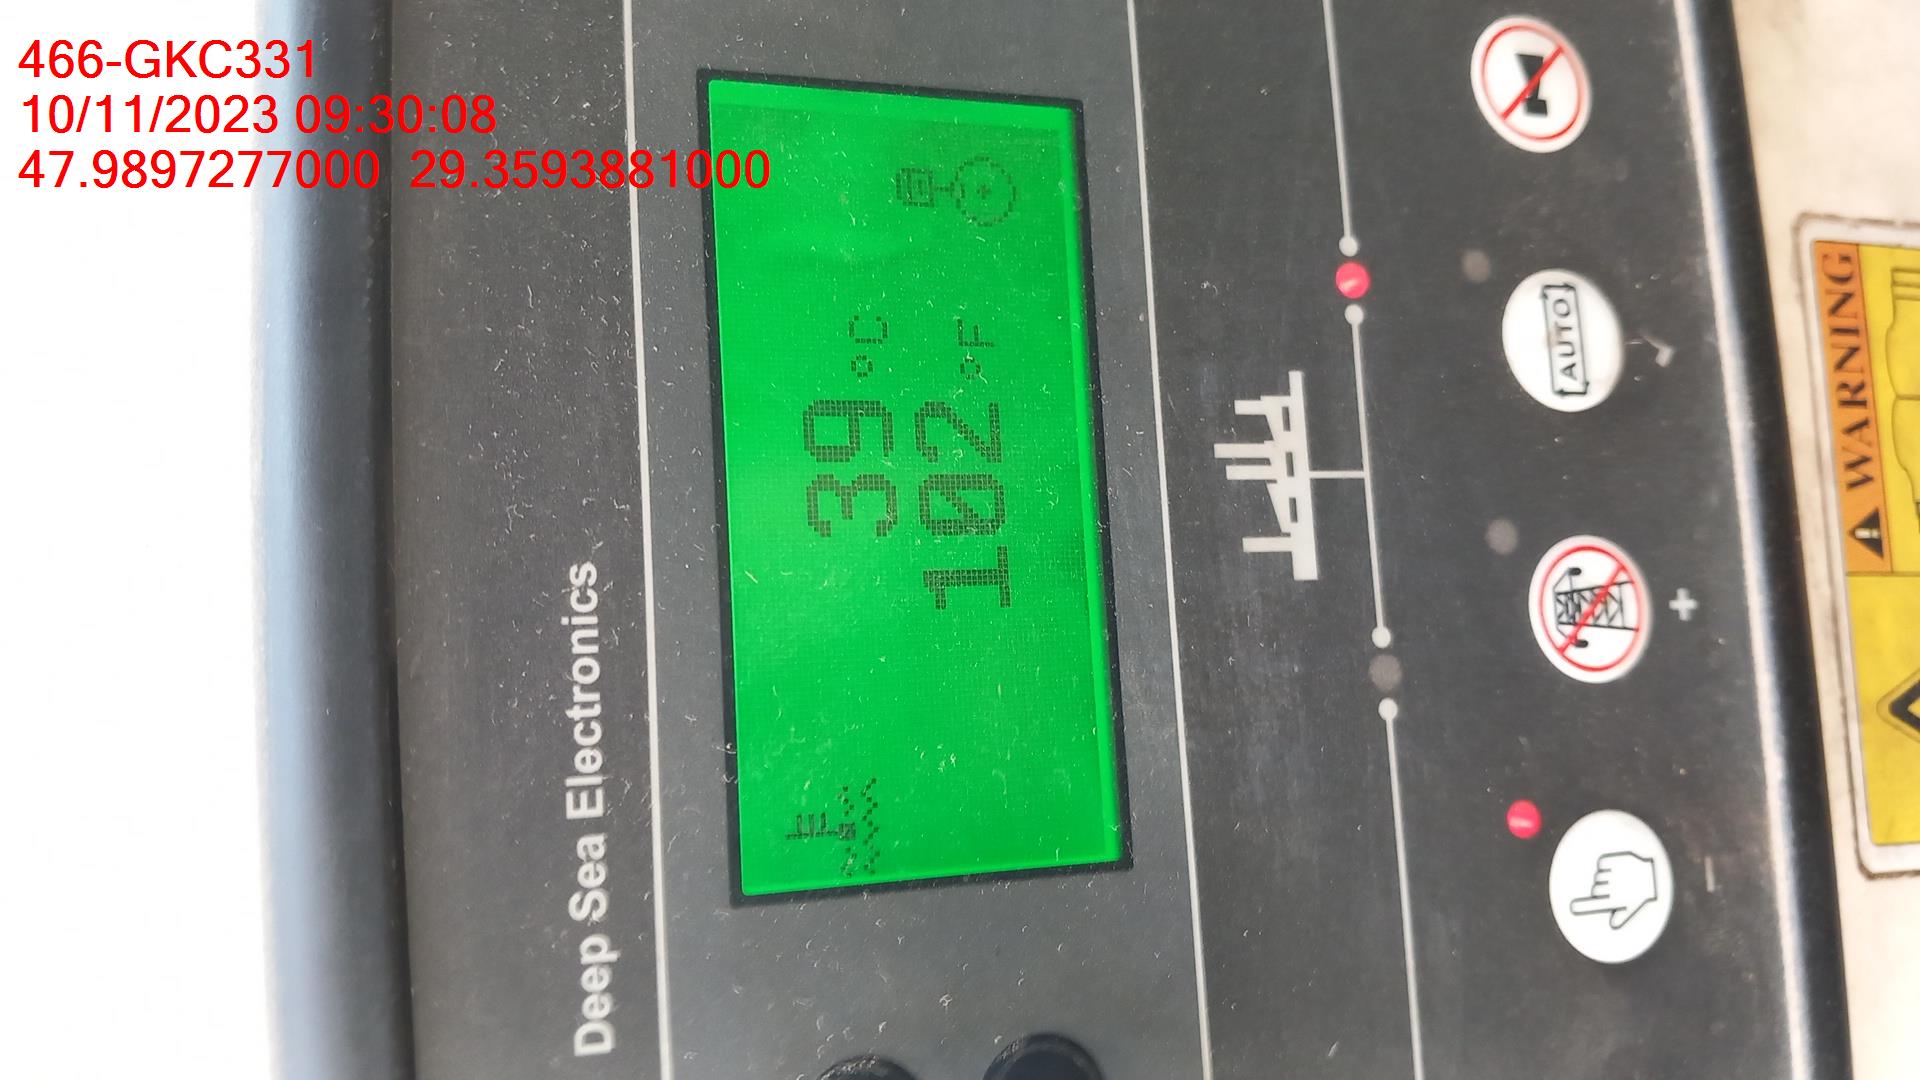 466-GKC331
10/11/2023 09:30:08
47.9897277000 29.3593881000
Deep Sea Electronics
39 °C
102 °F
AUTO
+
WARNING